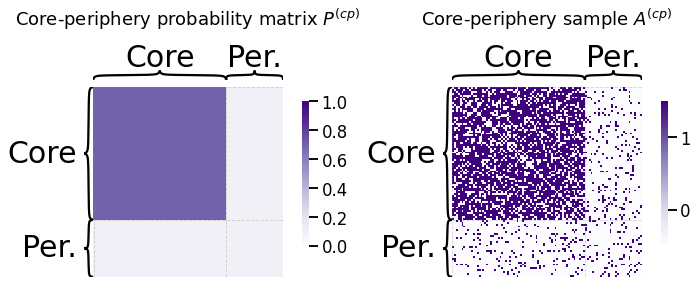 Core-periphery probability matrix $P^{(cp)}$
Core-periphery sample $A^{(cp)}$
Core Per.
Core
Per.
1.0
0.8
0.6
0.4
0.2
0.0
Core Per.
Core
Per.
1
0